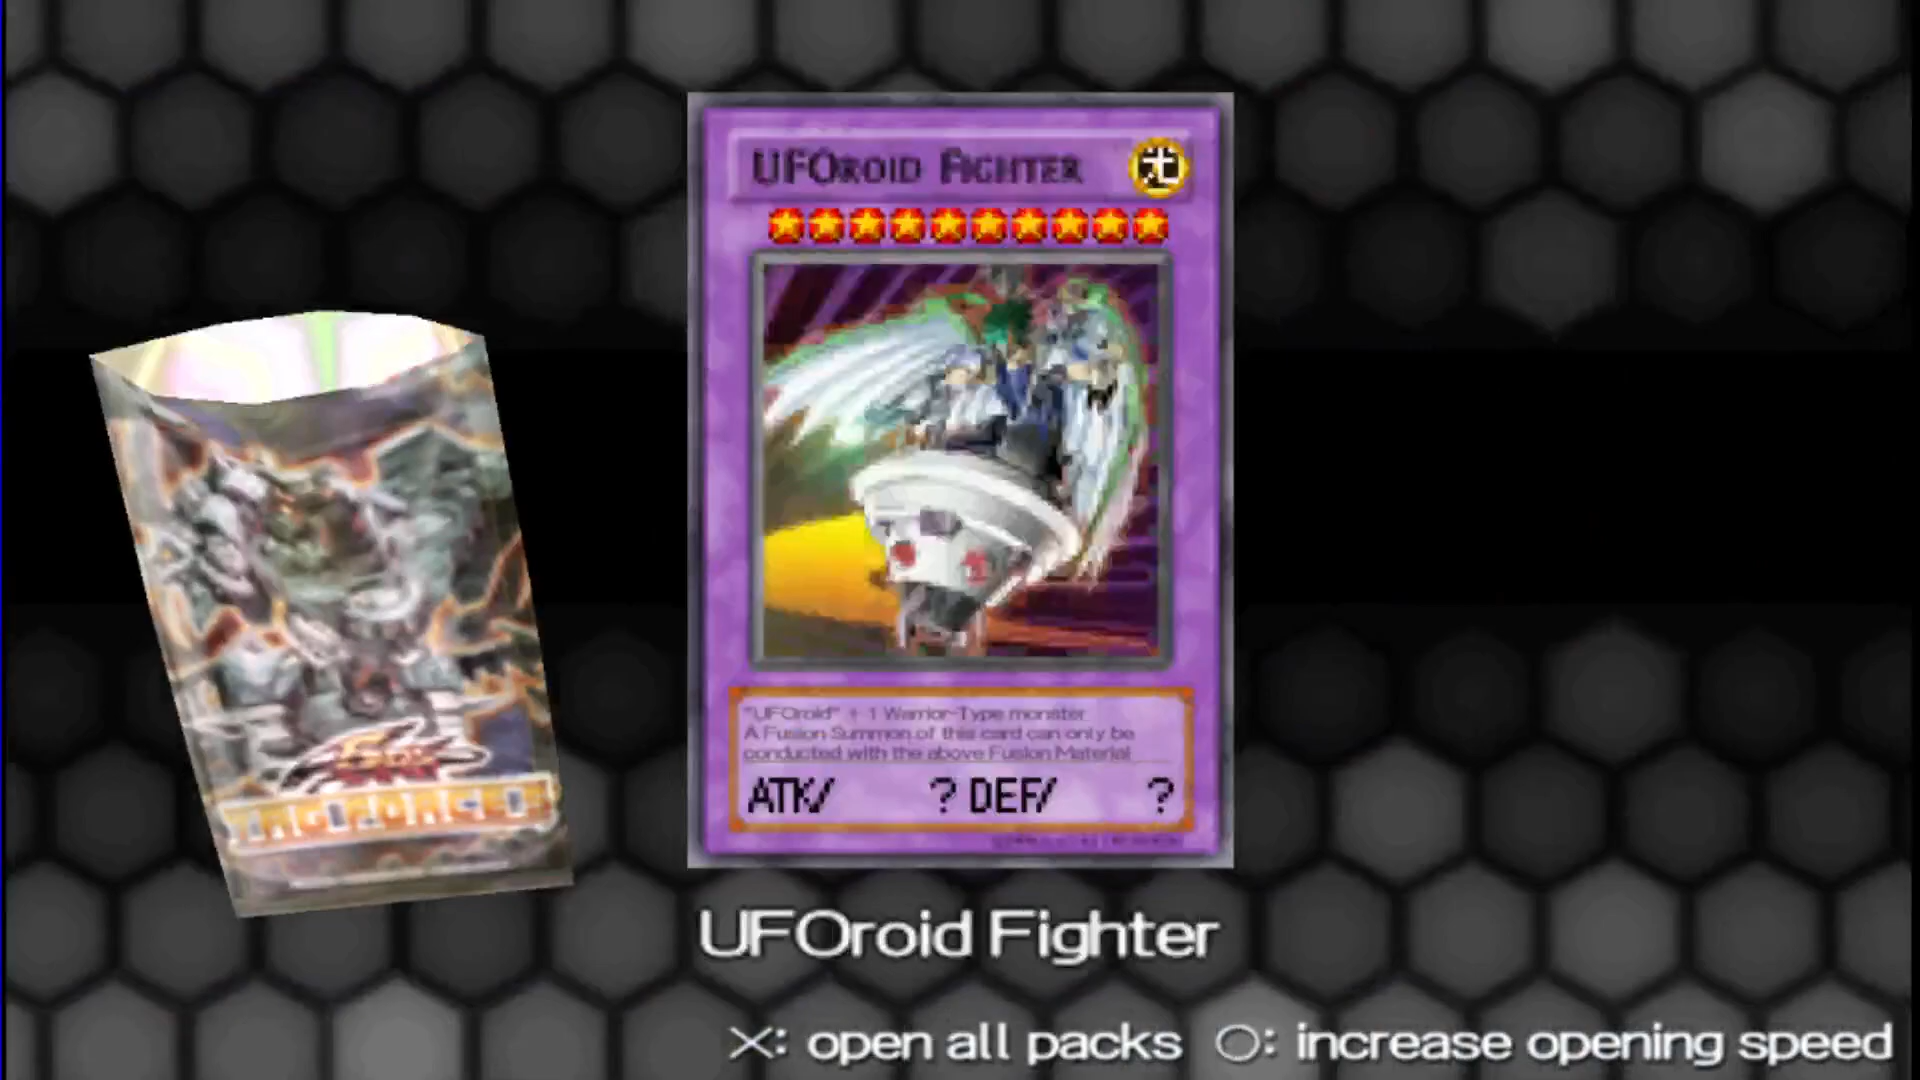 UFOROID FIGHTER
"UFOroid" + 1 Warrior-Type monster
A Fusion Summon of this card can only be
conducted with the above Fusion Material
ATK/ ? DEF/ ?
5D's
UFOroid Fighter
X: open all packs O: increase opening speed